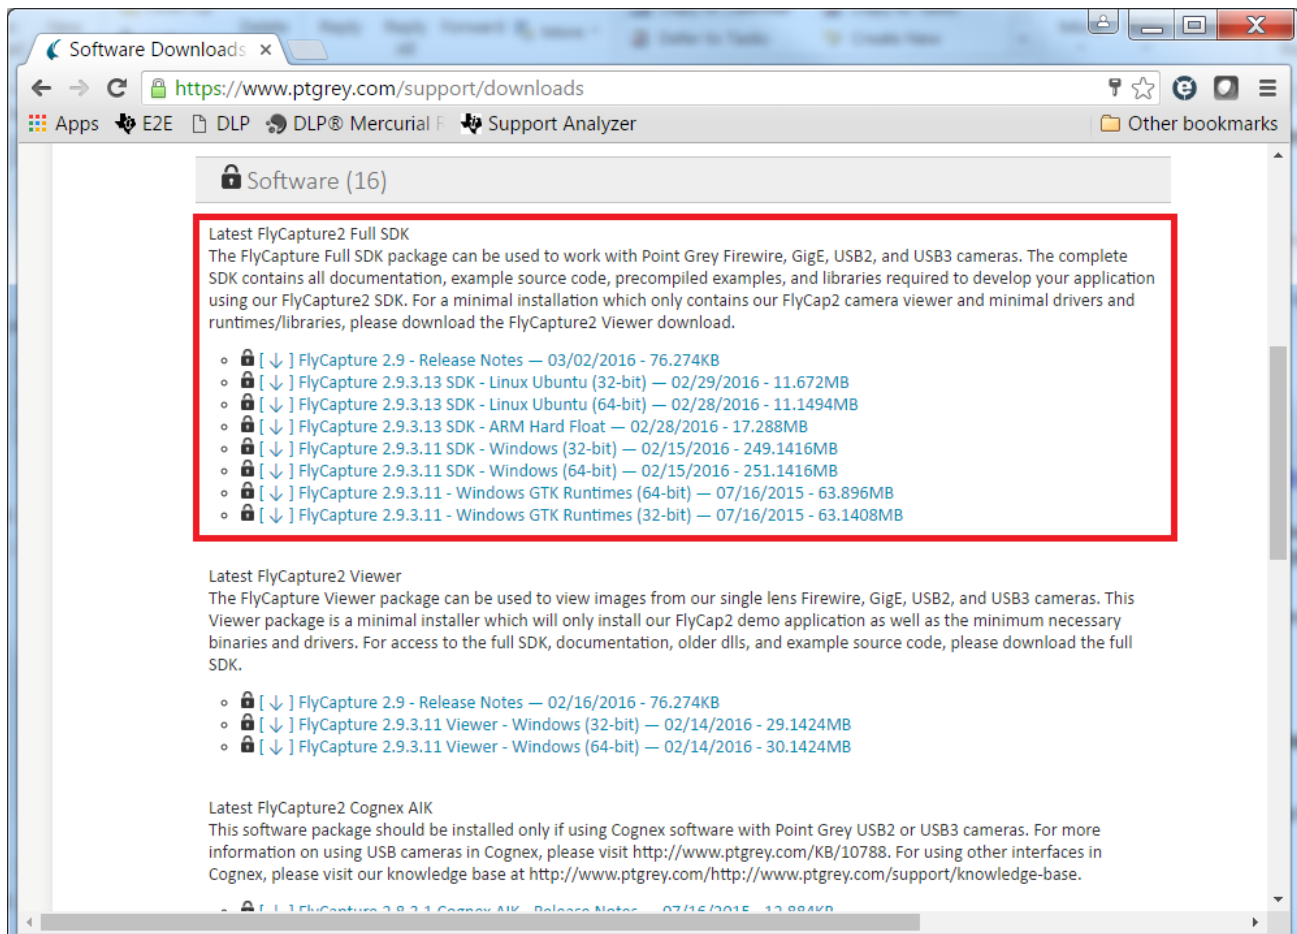 Software Downloads
https://www.ptgrey.com/support/downloads
Apps E2E DLP DLP® Mercurial Support Analyzer Other bookmarks
Software (16)
Latest FlyCapture2 Full SDK
The FlyCapture Full SDK package can be used to work with Point Grey Firewire, GigE, USB2, and USB3 cameras. The complete
SDK contains all documentation, example source code, precompiled examples, and libraries required to develop your application
using our FlyCapture2 SDK. For a minimal installation which only contains our FlyCap2 camera viewer and minimal drivers and
runtimes/libraries, please download the FlyCapture2 Viewer download.
[ ↓ ] FlyCapture 2.9 - Release Notes — 03/02/2016 - 76.274KB
[ ↓ ] FlyCapture 2.9.3.13 SDK - Linux Ubuntu (32-bit) — 02/29/2016 - 11.672MB
[ ↓ ] FlyCapture 2.9.3.13 SDK - Linux Ubuntu (64-bit) — 02/28/2016 - 11.1494MB
[ ↓ ] FlyCapture 2.9.3.13 SDK - ARM Hard Float — 02/28/2016 - 17.288MB
[ ↓ ] FlyCapture 2.9.3.11 SDK - Windows (32-bit) — 02/15/2016 - 249.1416MB
[ ↓ ] FlyCapture 2.9.3.11 SDK - Windows (64-bit) — 02/15/2016 - 251.1416MB
[ ↓ ] FlyCapture 2.9.3.11 - Windows GTK Runtimes (64-bit) — 07/16/2015 - 63.896MB
[ ↓ ] FlyCapture 2.9.3.11 - Windows GTK Runtimes (32-bit) — 07/16/2015 - 63.1408MB
Latest FlyCapture2 Viewer
The FlyCapture Viewer package can be used to view images from our single lens Firewire, GigE, USB2, and USB3 cameras. This
Viewer package is a minimal installer which will only install our FlyCap2 demo application as well as the minimum necessary
binaries and drivers. For access to the full SDK, documentation, older dlls, and example source code, please download the full
SDK.
[ ↓ ] FlyCapture 2.9 - Release Notes — 02/16/2016 - 76.274KB
[ ↓ ] FlyCapture 2.9.3.11 Viewer - Windows (32-bit) — 02/14/2016 - 29.1424MB
[ ↓ ] FlyCapture 2.9.3.11 Viewer - Windows (64-bit) — 02/14/2016 - 30.1424MB
Latest FlyCapture2 Cognex AIK
This software package should be installed only if using Cognex software with Point Grey USB2 or USB3 cameras. For more
information on using USB cameras in Cognex, please visit http://www.ptgrey.com/KB/10788. For using other interfaces in
Cognex, please visit our knowledge base at http://www.ptgrey.com/http://www.ptgrey.com/support/knowledge-base.
[ ↓ ] FlyCapture 2.8.3.1 Cognex AIK - Release Notes — 07/16/2015 - 12.884KB